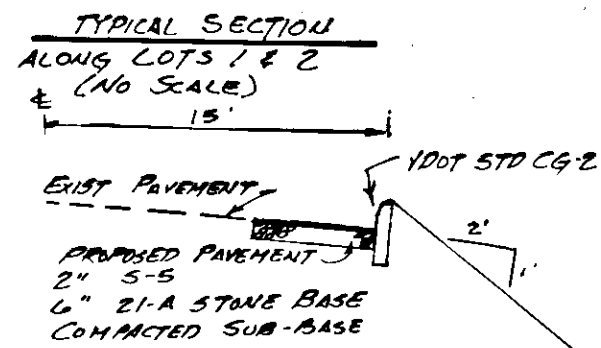 TYPICAL SECTION
ALONG LOTS 1 & 2
(NO SCALE)
℄
15'
VDOT STD CG-2
EXIST PAVEMENT
2'
1'
PROPOSED PAVEMENT
2" S-5
6" 21-A STONE BASE
COMPACTED SUB-BASE